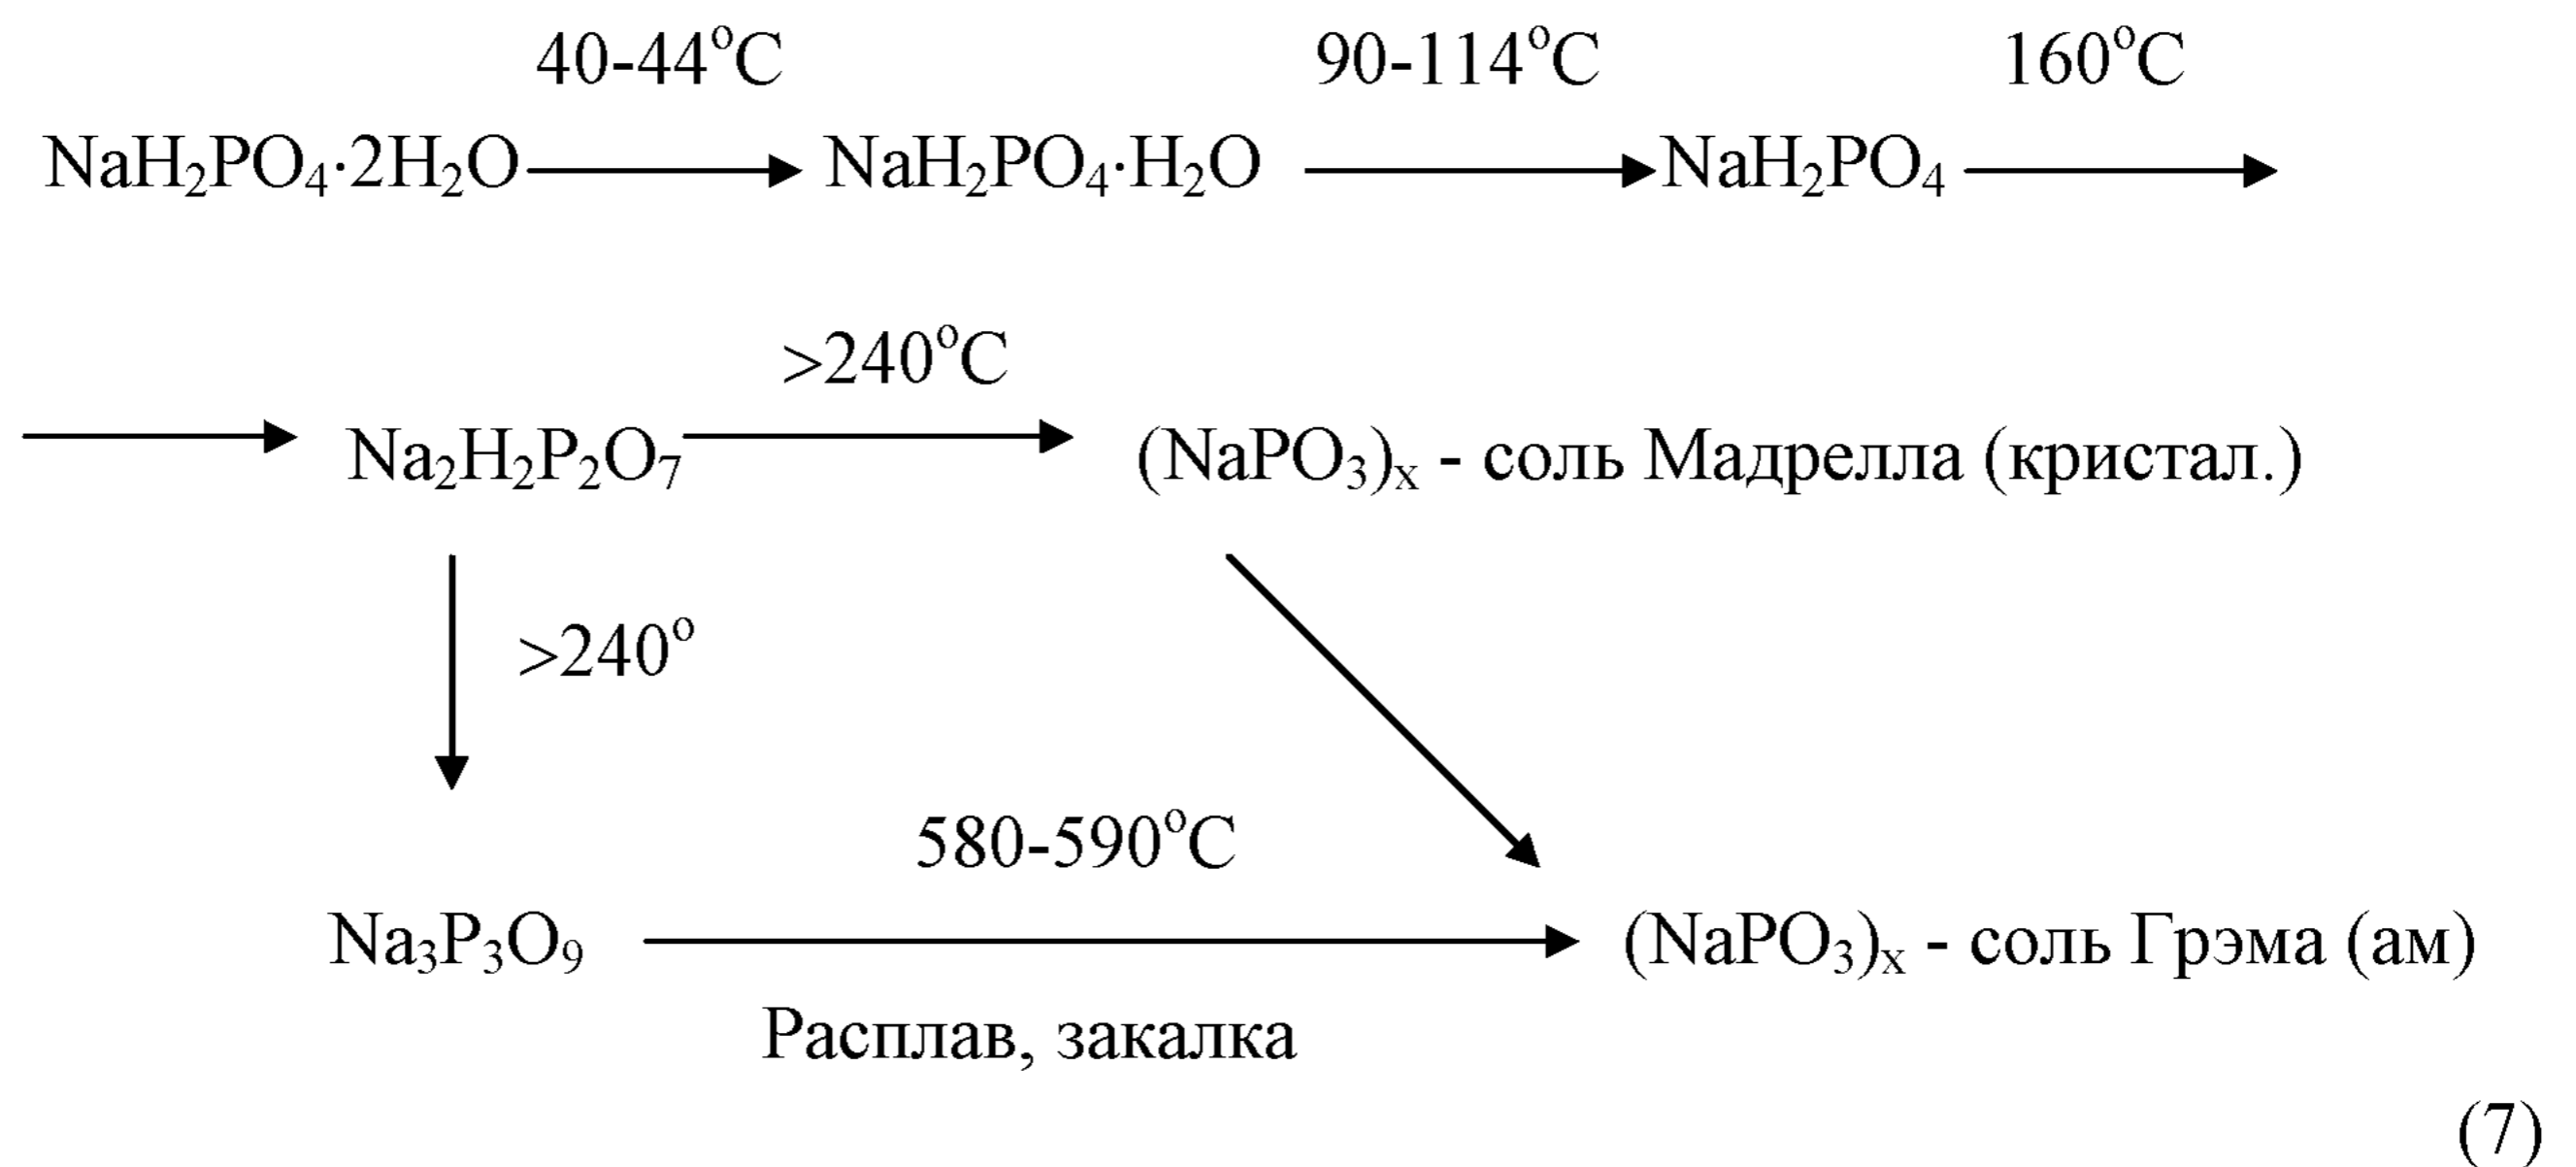 40-44°C 90-114°C 160°C
NaH₂PO₄·2H₂O NaH₂PO₄·H₂O NaH₂PO₄
>240°C
Na₂H₂P₂O₇ (NaPO₃)ₓ - соль Мадрелла (кристал.)
>240°
580-590°C
Na₃P₃O₉ (NaPO₃)ₓ - соль Грэма (ам)
Расплав, закалка
(7)